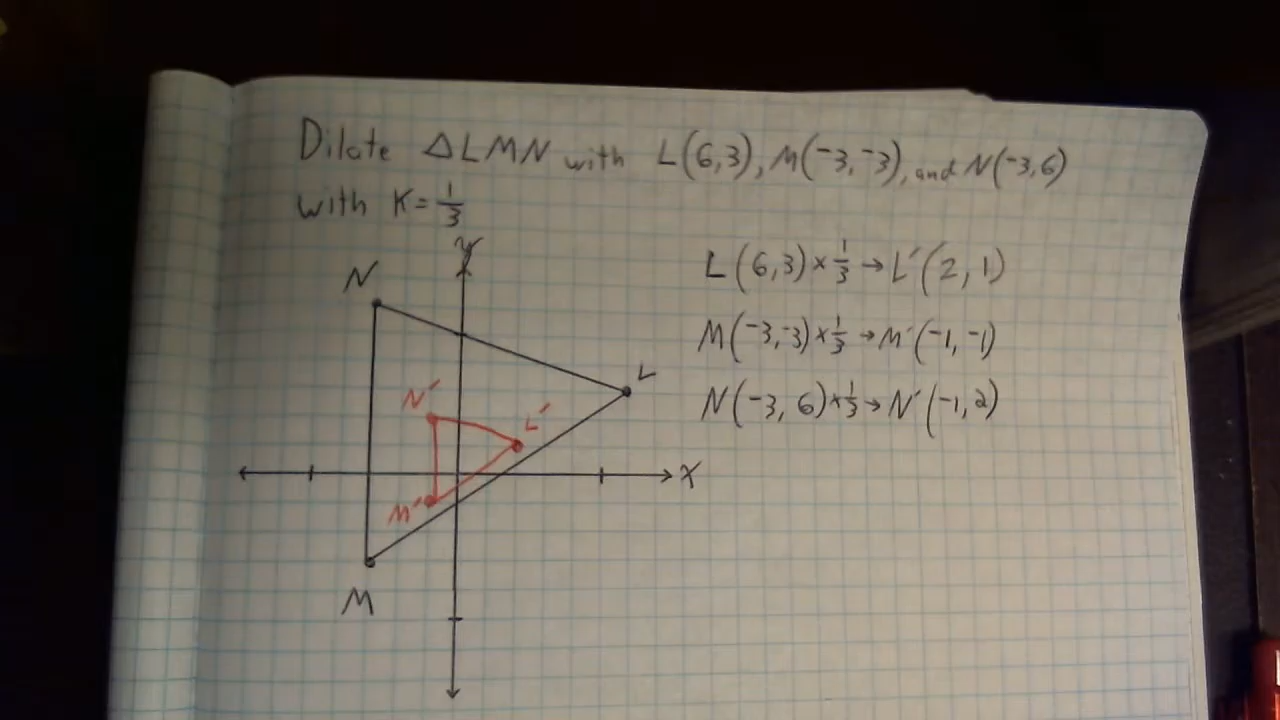 Dilate △LMN with L(6,3), M(⁻3,⁻3), and N(⁻3,6)
with K=1/3
L(6,3)×1/3→L′(2,1)
M(⁻3,⁻3)×1/3→M′(⁻1,⁻1)
N(⁻3,6)×1/3→N′(⁻1,2)
Y
N
L
N′
L′
X
M′
M